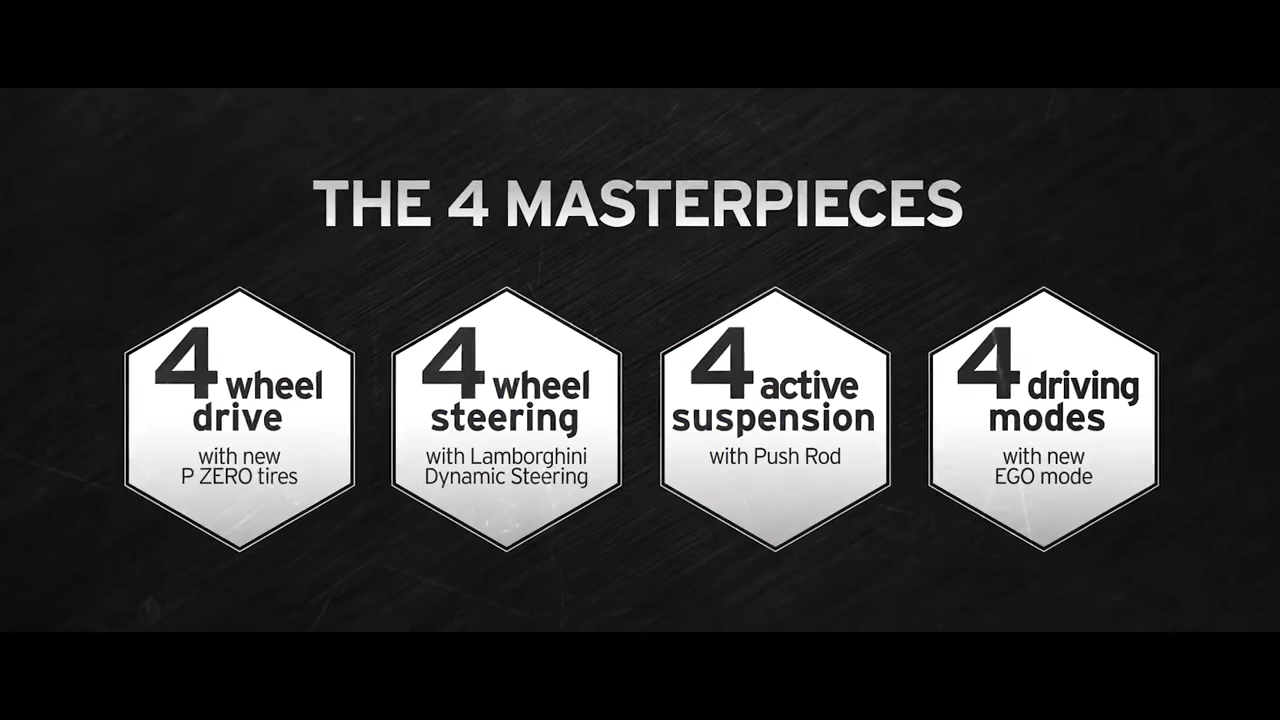 THE 4 MASTERPIECES
4 wheel
drive
with new
P ZERO tires
4 wheel
steering
with Lamborghini
Dynamic Steering
4 active
suspension
with Push Rod
4 driving
modes
with new
EGO mode